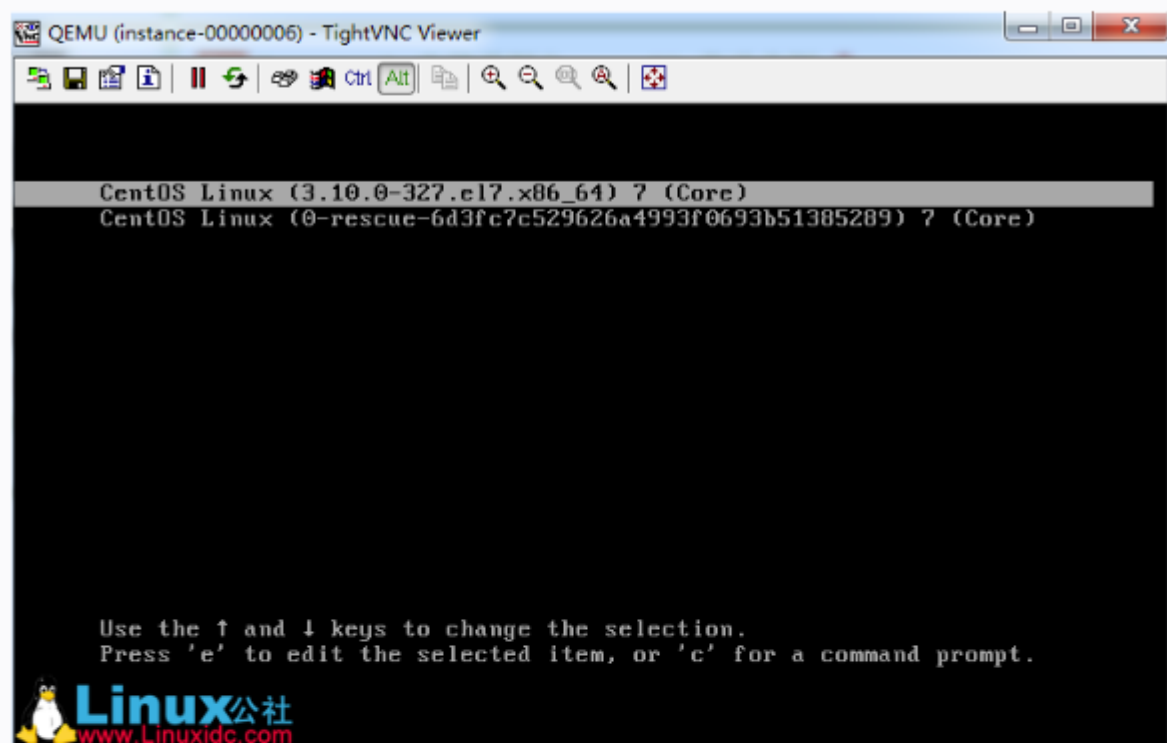 QEMU (instance-00000006) - TightVNC Viewer
Ctrl Alt
CentOS Linux (3.10.0-327.el7.x86_64) 7 (Core)
CentOS Linux (0-rescue-6d3fc7c529626a4993f0693b51385289) 7 (Core)
Use the ↑ and ↓ keys to change the selection.
Press 'e' to edit the selected item, or 'c' for a command prompt.
Linux公社
www.Linuxidc.com